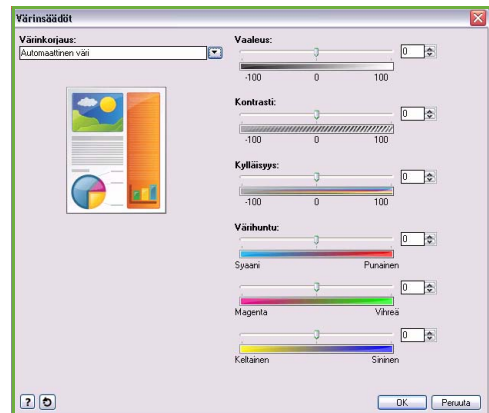 Värinsäädöt
Värinkorjaus:
Automaattinen väri
Vaaleus:
0
-100 0 100
Kontrasti:
0
-100 0 100
Kylläisyys:
0
-100 0 100
Värihuntu:
0
Syaani Punainen
0
Magenta Vihreä
0
Keltainen Sininen
? OK Peruuta